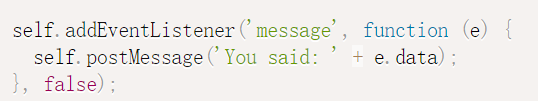 self.addEventListener('message', function (e) {
  self.postMessage('You said: ' + e.data);
}, false);